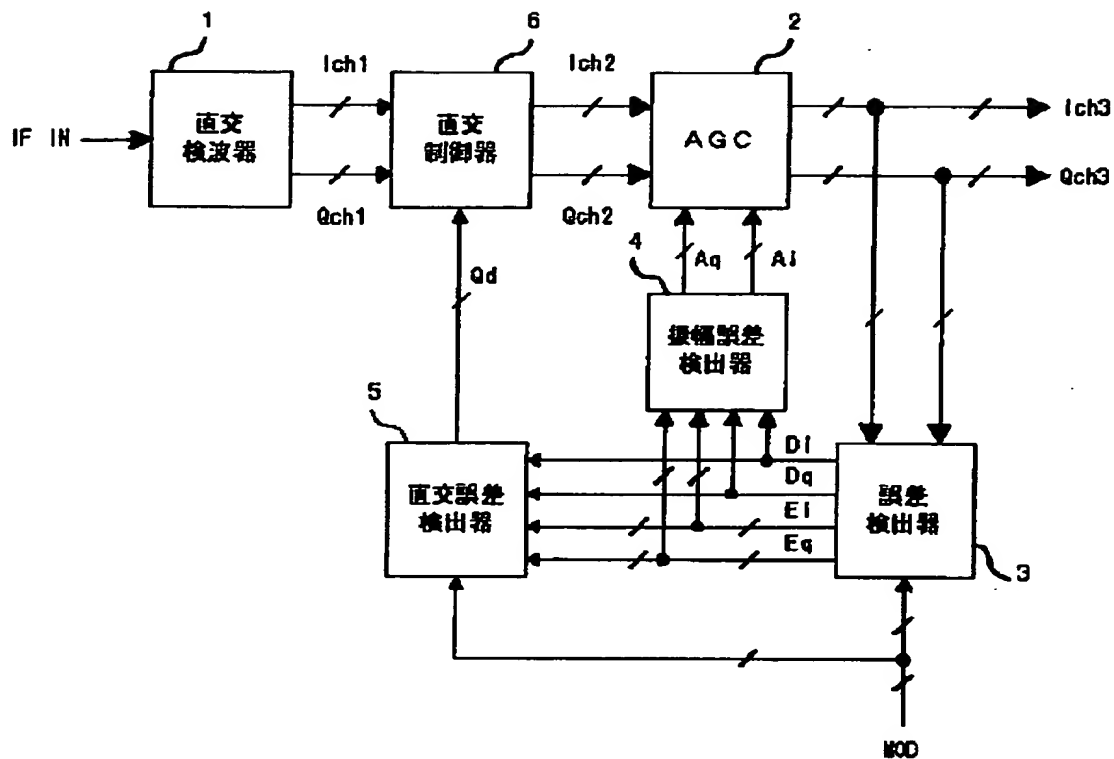 1
6
2
Ich1
Ich2
Ich3
IF IN
直交
検波器
直交
制御器
AGC
Qch1
Qch2
Qch3
4
Qd
Aq
Ai
振幅誤差
検出器
5
Di
Dq
Ei
Eq
直交誤差
検出器
誤差
検出器
3
MOD